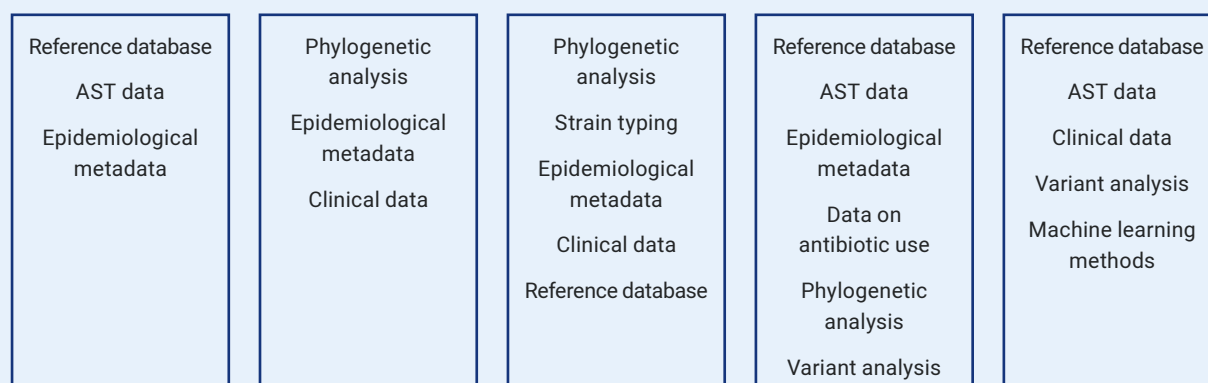 Reference database
AST data
Epidemiological
metadata
Phylogenetic
analysis
Epidemiological
metadata
Clinical data
Phylogenetic
analysis
Strain typing
Epidemiological
metadata
Clinical data
Reference database
Reference database
AST data
Epidemiological
metadata
Data on
antibiotic use
Phylogenetic
analysis
Variant analysis
Reference database
AST data
Clinical data
Variant analysis
Machine learning
methods